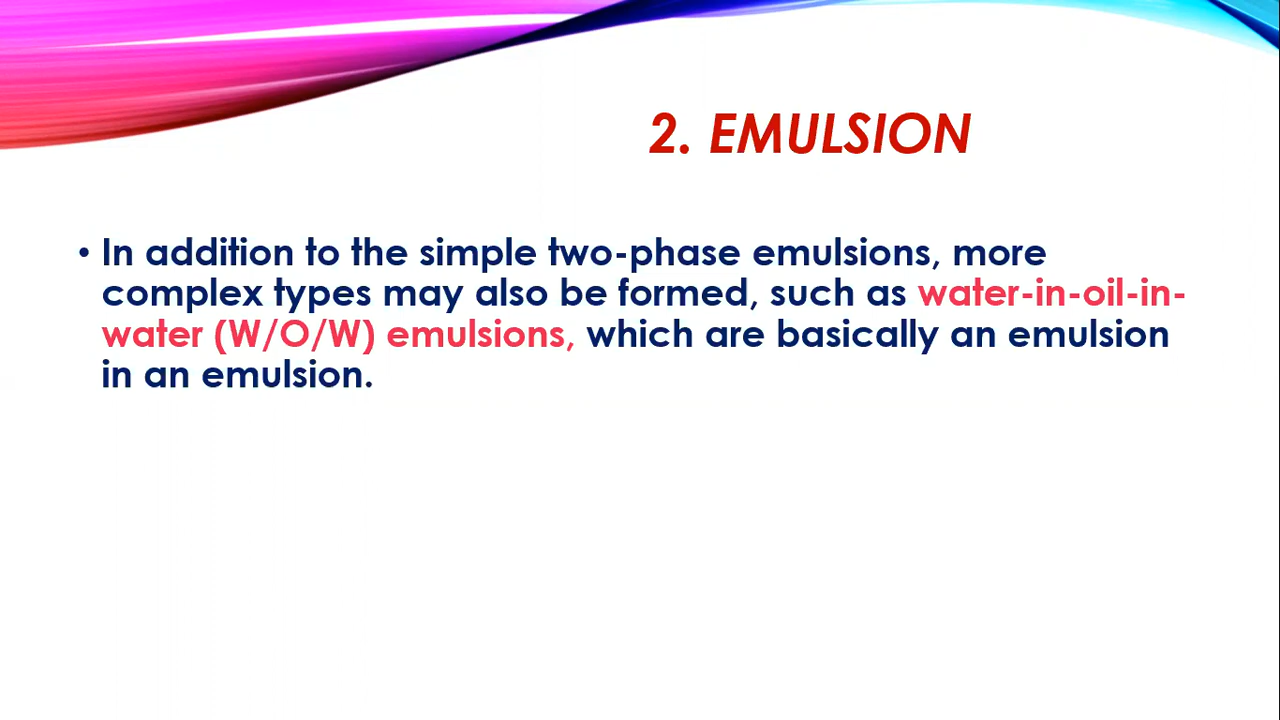 2. EMULSION
• In addition to the simple two-phase emulsions, more
complex types may also be formed, such as water-in-oil-in-
water (W/O/W) emulsions, which are basically an emulsion
in an emulsion.